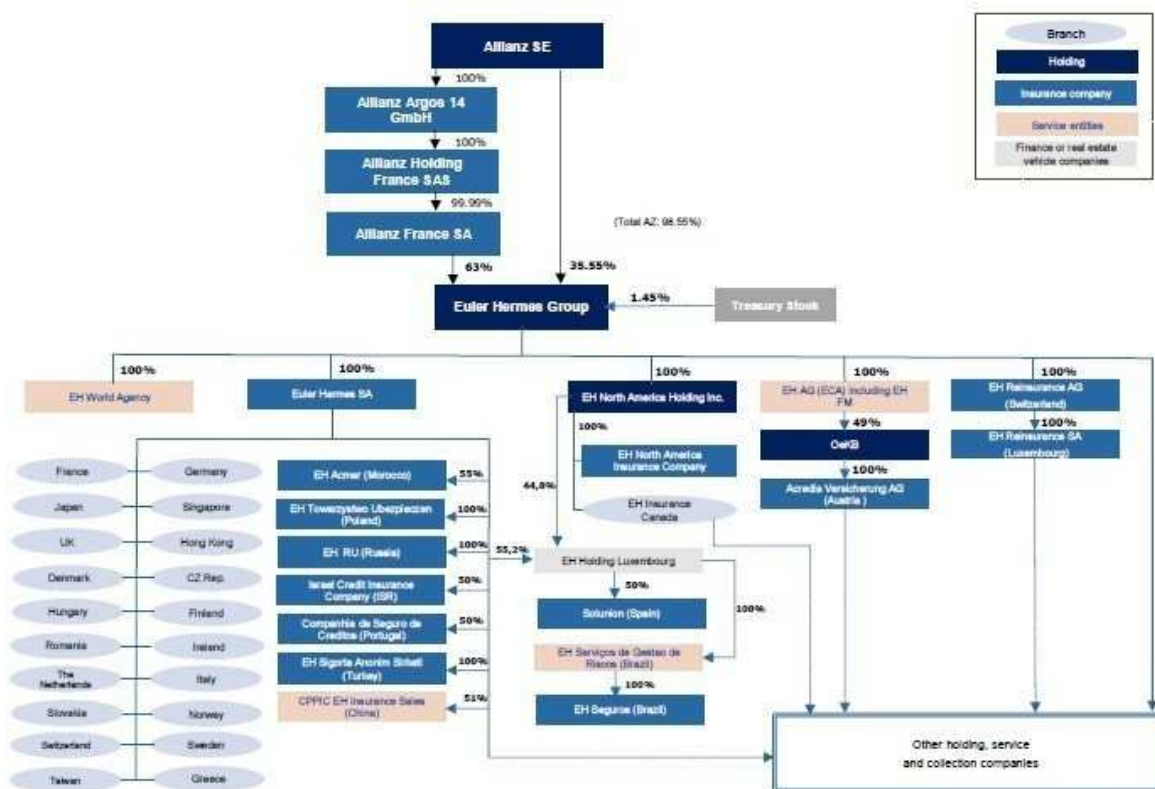 Allianz SE
100%
Allianz Argos 14
GmbH
100%
Allianz Holding
France SAS
99.99%
Allianz France SA
(Total AZ: 98.55%)
63%
35.55%
Euler Hermes Group
1.45%
Treasury Stock
Branch
Holding
Insurance company
Service entities
Finance or real estate
vehicle companies
100%
100%
100%
100%
100%
EH World Agency
Euler Hermes SA
EH North America Holding Inc.
EH AG (ECA) including EH
FM
EH Reinsurance AG
(Switzerland)
49%
100%
100%
OeKB
EH Reinsurance SA
(Luxembourg)
EH North America
Insurance Company
100%
Acredia Versicherung AG
(Austria )
44,8%
EH Insurance
Canada
France
Germany
Japan
Singapore
UK
Hong Kong
Denmark
CZ Rep.
Hungary
Finland
Romania
Ireland
The
Netherlands
Italy
Slovakia
Norway
Switzerland
Sweden
Taiwan
Greece
EH Acmar (Morocco)
55%
EH Towarzystwo Ubezpieczen
(Poland)
100%
EH RU (Russia)
100%
55,2%
Israel Credit Insurance
Company (ISR)
50%
Companhia de Seguro de
Creditos (Portugal)
50%
EH Sigorta Anonim Sirketi
(Turkey)
100%
CPPIC EH Insurance Sales
(China)
51%
EH Holding Luxembourg
50%
100%
Solunion (Spain)
EH Serviços de Gestao de
Riscos (Brazil)
100%
EH Seguros (Brazil)
Other holding, service
and collection companies